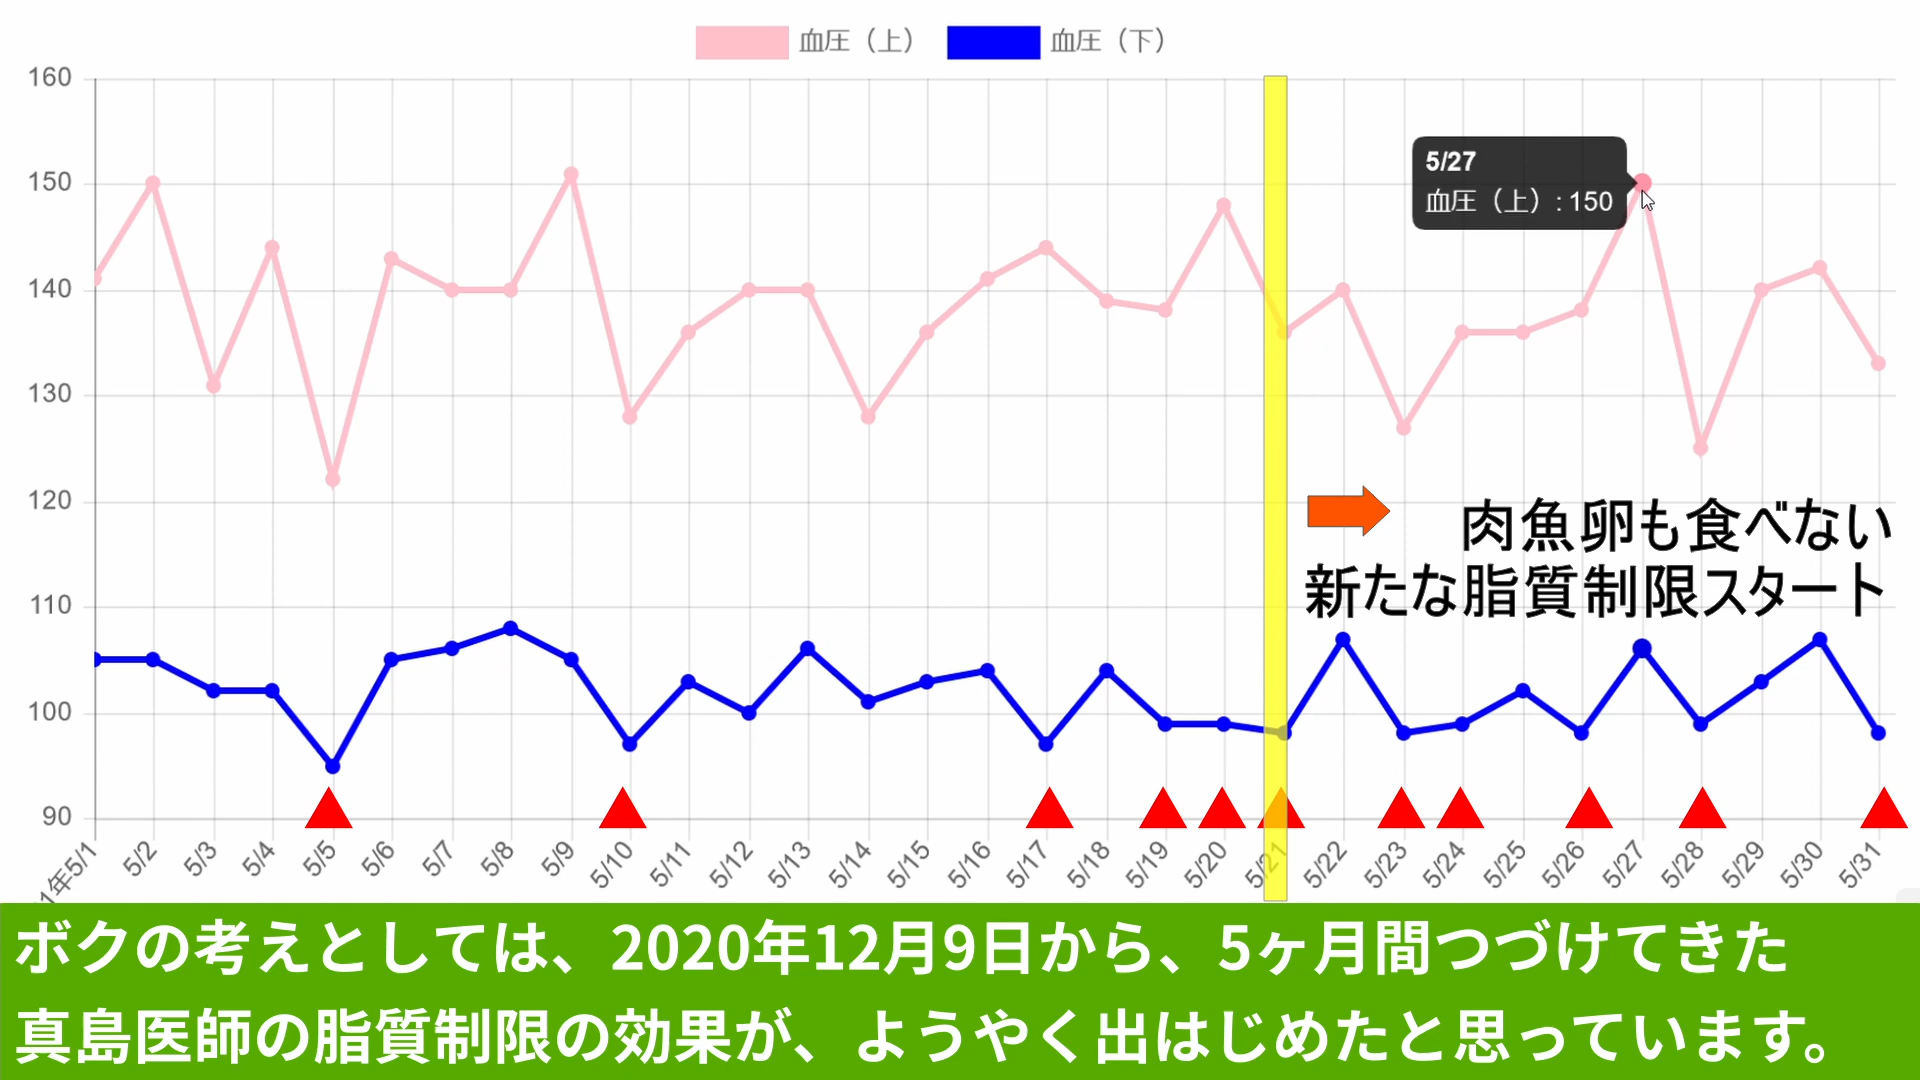 血圧（上） 血圧（下）
160
150
140
130
120
110
100
90
5/27
血圧（上）: 150
肉魚卵も食べない
新たな脂質制限スタート
1年5/1 5/2 5/3 5/4 5/5 5/6 5/7 5/8 5/9 5/10 5/11 5/12 5/13 5/14 5/15 5/16 5/17 5/18 5/19 5/20 5/21 5/22 5/23 5/24 5/25 5/26 5/27 5/28 5/29 5/30 5/31
ボクの考えとしては、2020年12月9日から、5ヶ月間つづけてきた
真島医師の脂質制限の効果が、ようやく出はじめたと思っています。